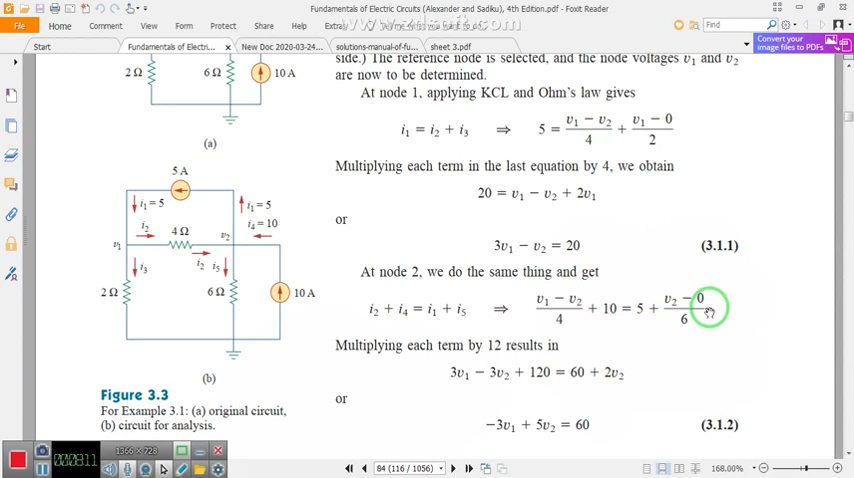 Fundamentals of Electric Circuits (Alexander and Sadiku), 4th Edition.pdf - Foxit Reader
www.zdsoft.com
File Home Protect Share Help Extras Find
Start Fundamentals of Electri... × New Doc 2020-03-24... solutions-manual-of-fu... sheet 3.pdf Convert your
image files to PDFs
side.) The reference node is selected, and the node voltages v1 and v2
are now to be determined.
2 Ω 6 Ω 10 A
At node 1, applying KCL and Ohm's law gives
i1 = i2 + i3 ⇒ 5 = (v1 − v2)/4 + (v1 − 0)/2
(a)
Multiplying each term in the last equation by 4, we obtain
20 = v1 − v2 + 2v1
or
3v1 − v2 = 20 (3.1.1)
At node 2, we do the same thing and get
i2 + i4 = i1 + i5 ⇒ (v1 − v2)/4 + 10 = 5 + (v2 − 0)/6
Multiplying each term by 12 results in
3v1 − 3v2 + 120 = 60 + 2v2
or
−3v1 + 5v2 = 60 (3.1.2)
5 A
i1 = 5 i1 = 5
i2 i4 = 10
4 Ω
v1 v2
i3 i2 i5
2 Ω 6 Ω 10 A
(b)
Figure 3.3
For Example 3.1: (a) original circuit,
(b) circuit for analysis.
1366 x 728
84 (116 / 1056) 168.00%